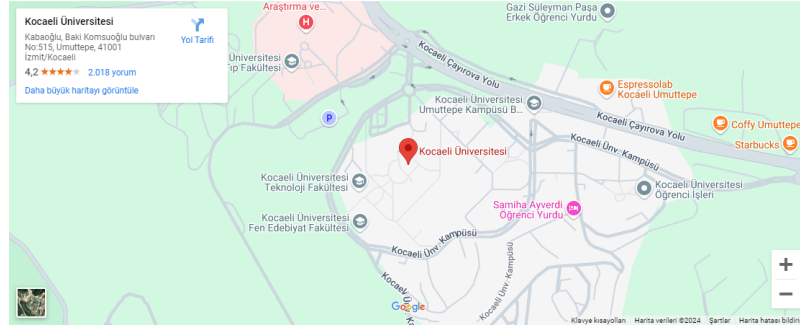 Kocaeli Üniversitesi
Kabaoğlu, Baki Komsuoğlu bulvarı
No:515, Umuttepe, 41001
İzmit/Kocaeli
4,2
2.018 yorum
Daha büyük haritayı görüntüle
Yol Tarifi
Araştırma ve
H
Gazi Süleyman Paşa
Erkek Öğrenci Yurdu
Üniversitesi
Tıp Fakültesi
Kocaeli Çayırova Yolu
Espressolab
Kocaeli Umuttepe
Kocaeli Üniversitesi
Umuttepe Kampüsü B...
P
Kocaeli Çayırova Yolu
Coffy Umuttepe
Starbucks
Kocaeli Üniversitesi
Kocaeli Ünv. Kampüsü
Kocaeli Üniversitesi
Teknoloji Fakültesi
Kocaeli Üniversitesi
Öğrenci İşleri
Samiha Ayverdi
Öğrenci Yurdu
Kocaeli Üniversitesi
Fen Edebiyat Fakültesi
Kocaeli Ünv. Kampüsü
Kocaeli Ünv. Kampüsü
Google
Klavye kısayolları
Harita verileri ©2024
Şartlar
Harita hatası bildirin